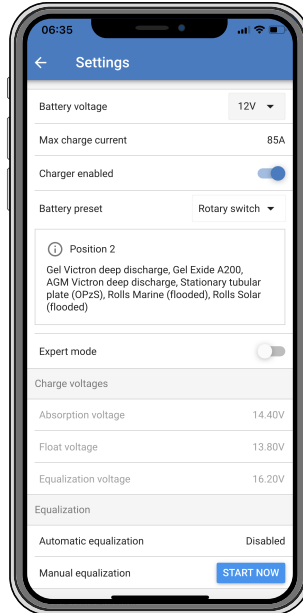 06:35
Settings
Battery voltage 12V
Max charge current 85A
Charger enabled
Battery preset Rotary switch
Position 2
Gel Victron deep discharge, Gel Exide A200,
AGM Victron deep discharge, Stationary tubular
plate (OPzS), Rolls Marine (flooded), Rolls Solar
(flooded)
Expert mode
Charge voltages
Absorption voltage 14.40V
Float voltage 13.80V
Equalization voltage 16.20V
Equalization
Automatic equalization Disabled
Manual equalization START NOW